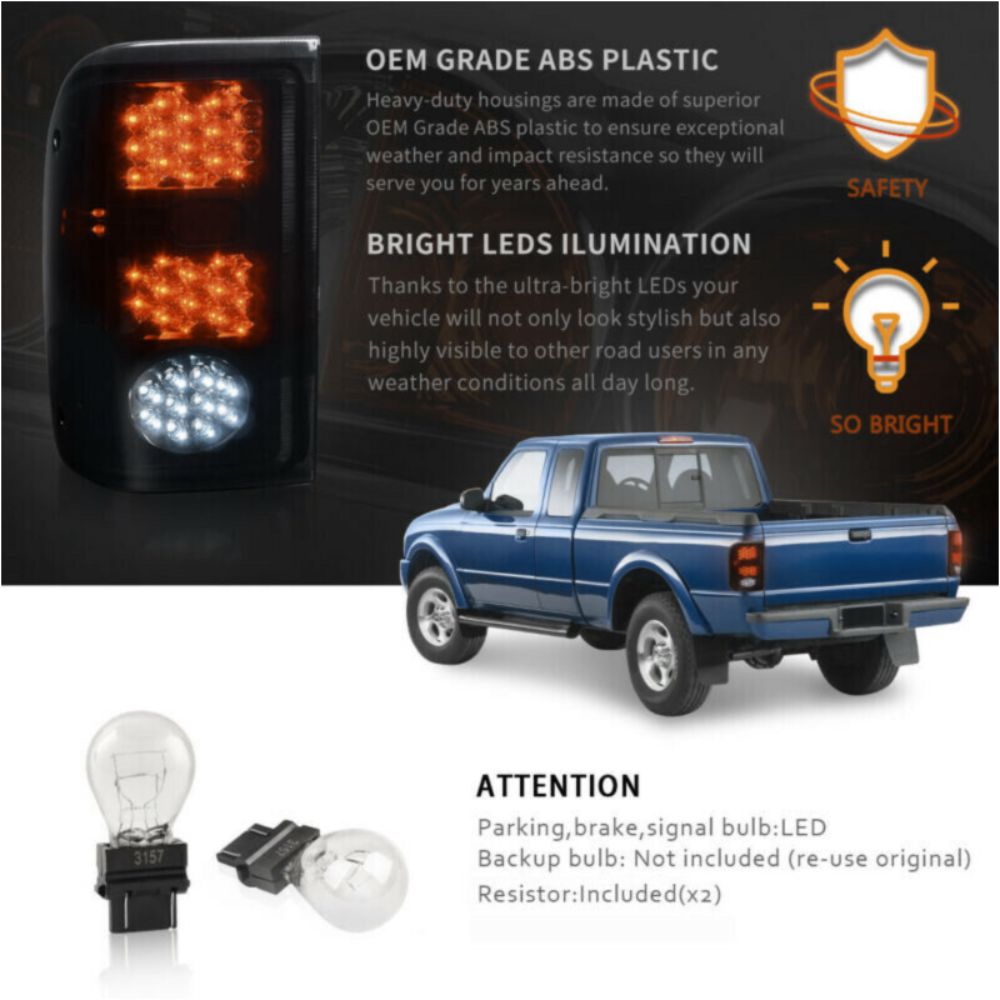 OEM GRADE ABS PLASTIC
Heavy-duty housings are made of superior
OEM Grade ABS plastic to ensure exceptional
weather and impact resistance so they will
serve you for years ahead.
SAFETY
BRIGHT LEDS ILUMINATION
Thanks to the ultra-bright LEDs your
vehicle will not only look stylish but also
highly visible to other road users in any
weather conditions all day long.
SO BRIGHT
3157
3157
ATTENTION
Parking,brake,signal bulb:LED
Backup bulb: Not included (re-use original)
Resistor:Included(x2)